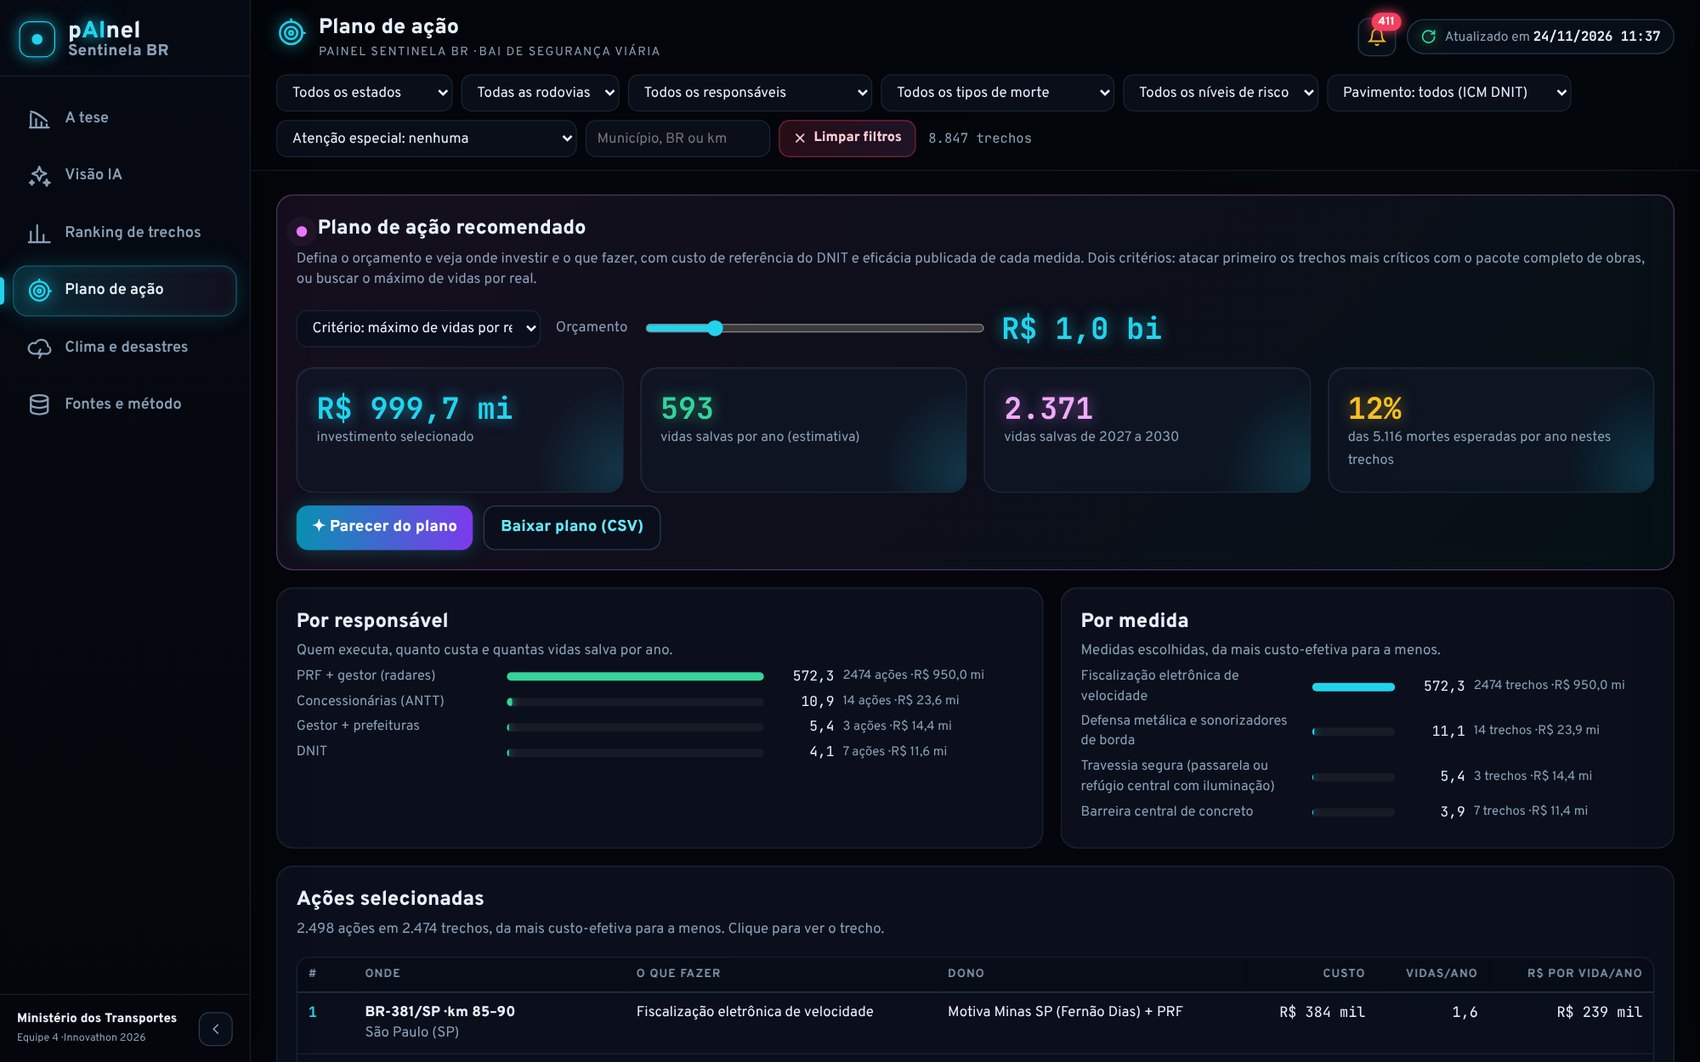 pAInel
Sentinela BR
A tese
Visão IA
Ranking de trechos
Plano de ação
Clima e desastres
Fontes e método
Ministério dos Transportes
Equipe 4 · Innovathon 2026
Plano de ação
PAINEL SENTINELA BR · BAI DE SEGURANÇA VIÁRIA
411
Atualizado em 24/11/2026 11:37
Todos os estados
Todas as rodovias
Todos os responsáveis
Todos os tipos de morte
Todos os níveis de risco
Pavimento: todos (ICM DNIT)
Atenção especial: nenhuma
Município, BR ou km
Limpar filtros
8.847 trechos
Plano de ação recomendado
Defina o orçamento e veja onde investir e o que fazer, com custo de referência do DNIT e eficácia publicada de cada medida. Dois critérios: atacar primeiro os trechos mais críticos com o pacote completo de obras,
ou buscar o máximo de vidas por real.
Critério: máximo de vidas por re
Orçamento
R$ 1,0 bi
R$ 999,7 mi
investimento selecionado
593
vidas salvas por ano (estimativa)
2.371
vidas salvas de 2027 a 2030
12%
das 5.116 mortes esperadas por ano nestes
trechos
✦ Parecer do plano
Baixar plano (CSV)
Por responsável
Quem executa, quanto custa e quantas vidas salva por ano.
PRF + gestor (radares) 572,3 2474 ações · R$ 950,0 mi
Concessionárias (ANTT) 10,9 14 ações · R$ 23,6 mi
Gestor + prefeituras 5,4 3 ações · R$ 14,4 mi
DNIT 4,1 7 ações · R$ 11,6 mi
Por medida
Medidas escolhidas, da mais custo-efetiva para a menos.
Fiscalização eletrônica de
velocidade
572,3 2474 trechos · R$ 950,0 mi
Defensa metálica e sonorizadores
de borda
11,1 14 trechos · R$ 23,9 mi
Travessia segura (passarela ou
refúgio central com iluminação)
5,4 3 trechos · R$ 14,4 mi
Barreira central de concreto 3,9 7 trechos · R$ 11,4 mi
Ações selecionadas
2.498 ações em 2.474 trechos, da mais custo-efetiva para a menos. Clique para ver o trecho.
# ONDE O QUE FAZER DONO CUSTO VIDAS/ANO R$ POR VIDA/ANO
1 BR-381/SP · km 85–90 Fiscalização eletrônica de velocidade Motiva Minas SP (Fernão Dias) + PRF R$ 384 mil 1,6 R$ 239 mil
São Paulo (SP)